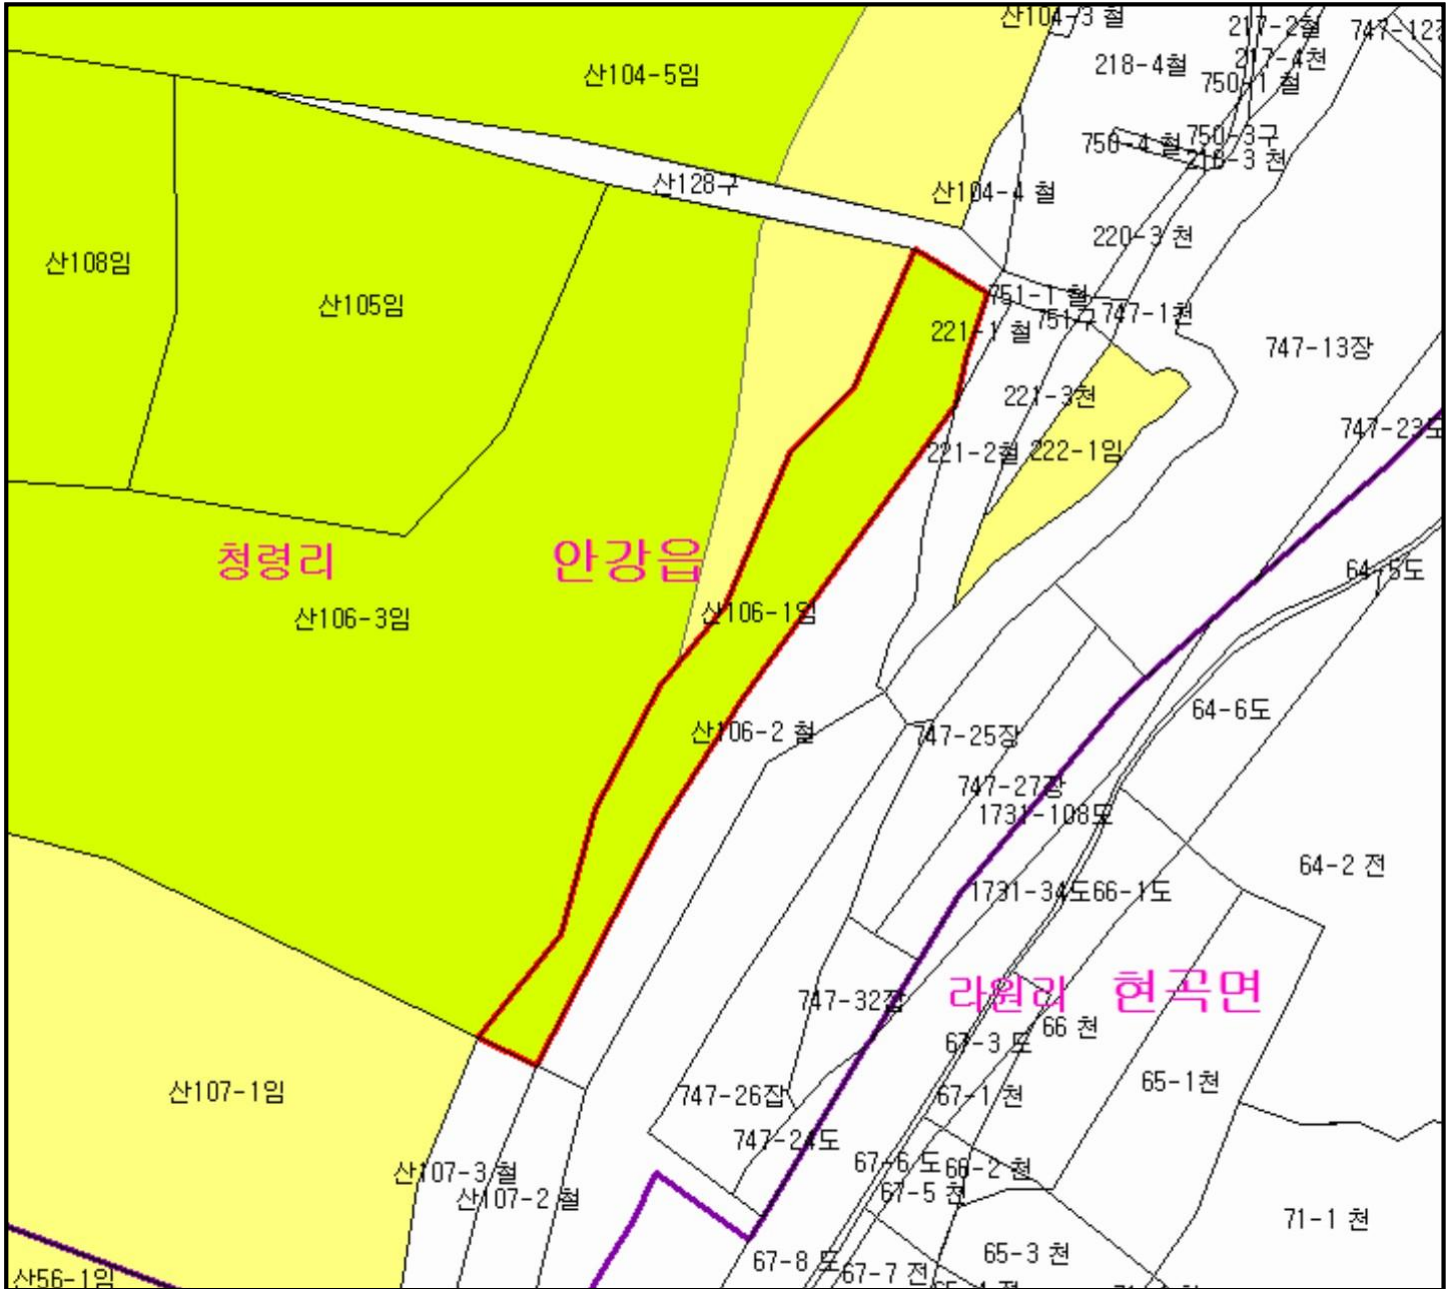 산104-3 철
217-2철
산104-5임
218-4철
217-4천
750-1 철
750-4 철
750-3구
218-3 천
산128구
산104-4 철
220-3 천
산108임
산105임
751-1 철
751구
747-1천
221-1 철
747-13장
221-3천
747-23도
221-2철
222-1임
청령리
안강읍
64-5도
산106-3임
산106-1임
64-6도
산106-2 철
747-25장
747-27장
1731-108도
64-2 전
1731-34도
66-1도
라원리
현곡면
747-32잡
66 천
67-3 도
65-1천
산107-1임
747-26잡
67-1 천
747-24도
67-6 도
66-2 천
산107-3 철
67-5 천
산107-2 철
71-1 천
65-3 천
67-8 도
67-7 전
산56-1임